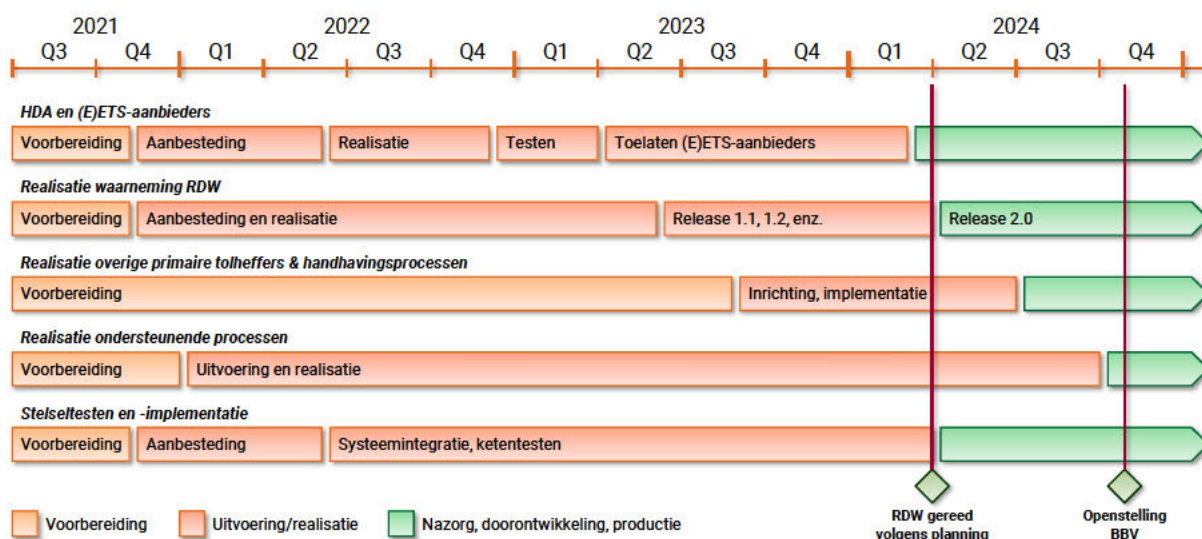 2021 2022 2023 2024
Q3 Q4 Q1 Q2 Q3 Q4 Q1 Q2 Q3 Q4 Q1 Q2 Q3 Q4
HDA en (E)ETS-aanbieders
Voorbereiding Aanbesteding Realisatie Testen Toelaten (E)ETS-aanbieders
Realisatie waarneming RDW
Voorbereiding Aanbesteding en realisatie Release 1.1, 1.2, enz. Release 2.0
Realisatie overige primaire tolheffers & handhavingsprocessen
Voorbereiding Inrichting, implementatie
Realisatie ondersteunende processen
Voorbereiding Uitvoering en realisatie
Stelseltesten en -implementatie
Voorbereiding Aanbesteding Systeemintegratie, ketentesten
Voorbereiding Uitvoering/realisatie Nazorg, doorontwikkeling, productie
RDW gereed Openstelling
volgens planning BBV